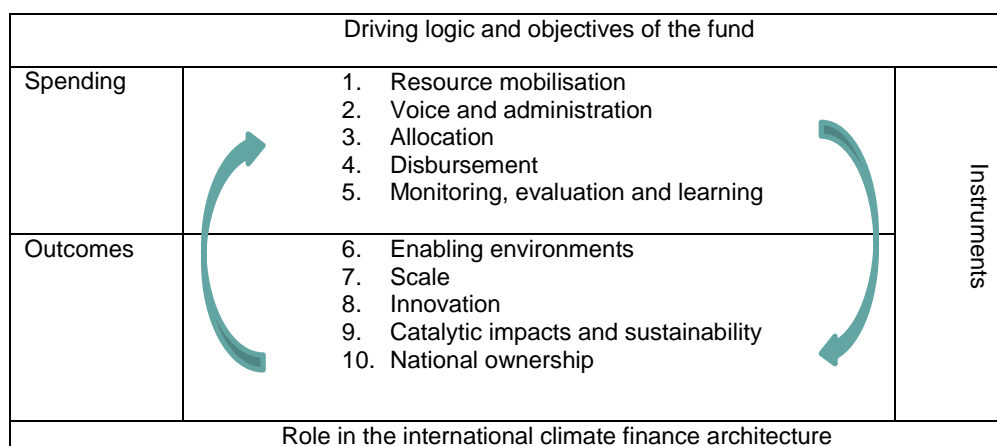 Driving logic and objectives of the fund
Spending
1. Resource mobilisation
2. Voice and administration
3. Allocation
4. Disbursement
5. Monitoring, evaluation and learning
Instruments
Outcomes
6. Enabling environments
7. Scale
8. Innovation
9. Catalytic impacts and sustainability
10. National ownership
Role in the international climate finance architecture